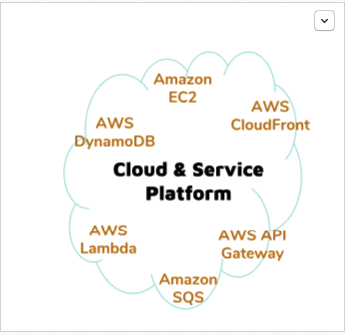 Amazon
EC2
AWS
CloudFront
AWS
DynamoDB
Cloud & Service
Platform
AWS
Lambda
AWS API
Gateway
Amazon
SQS